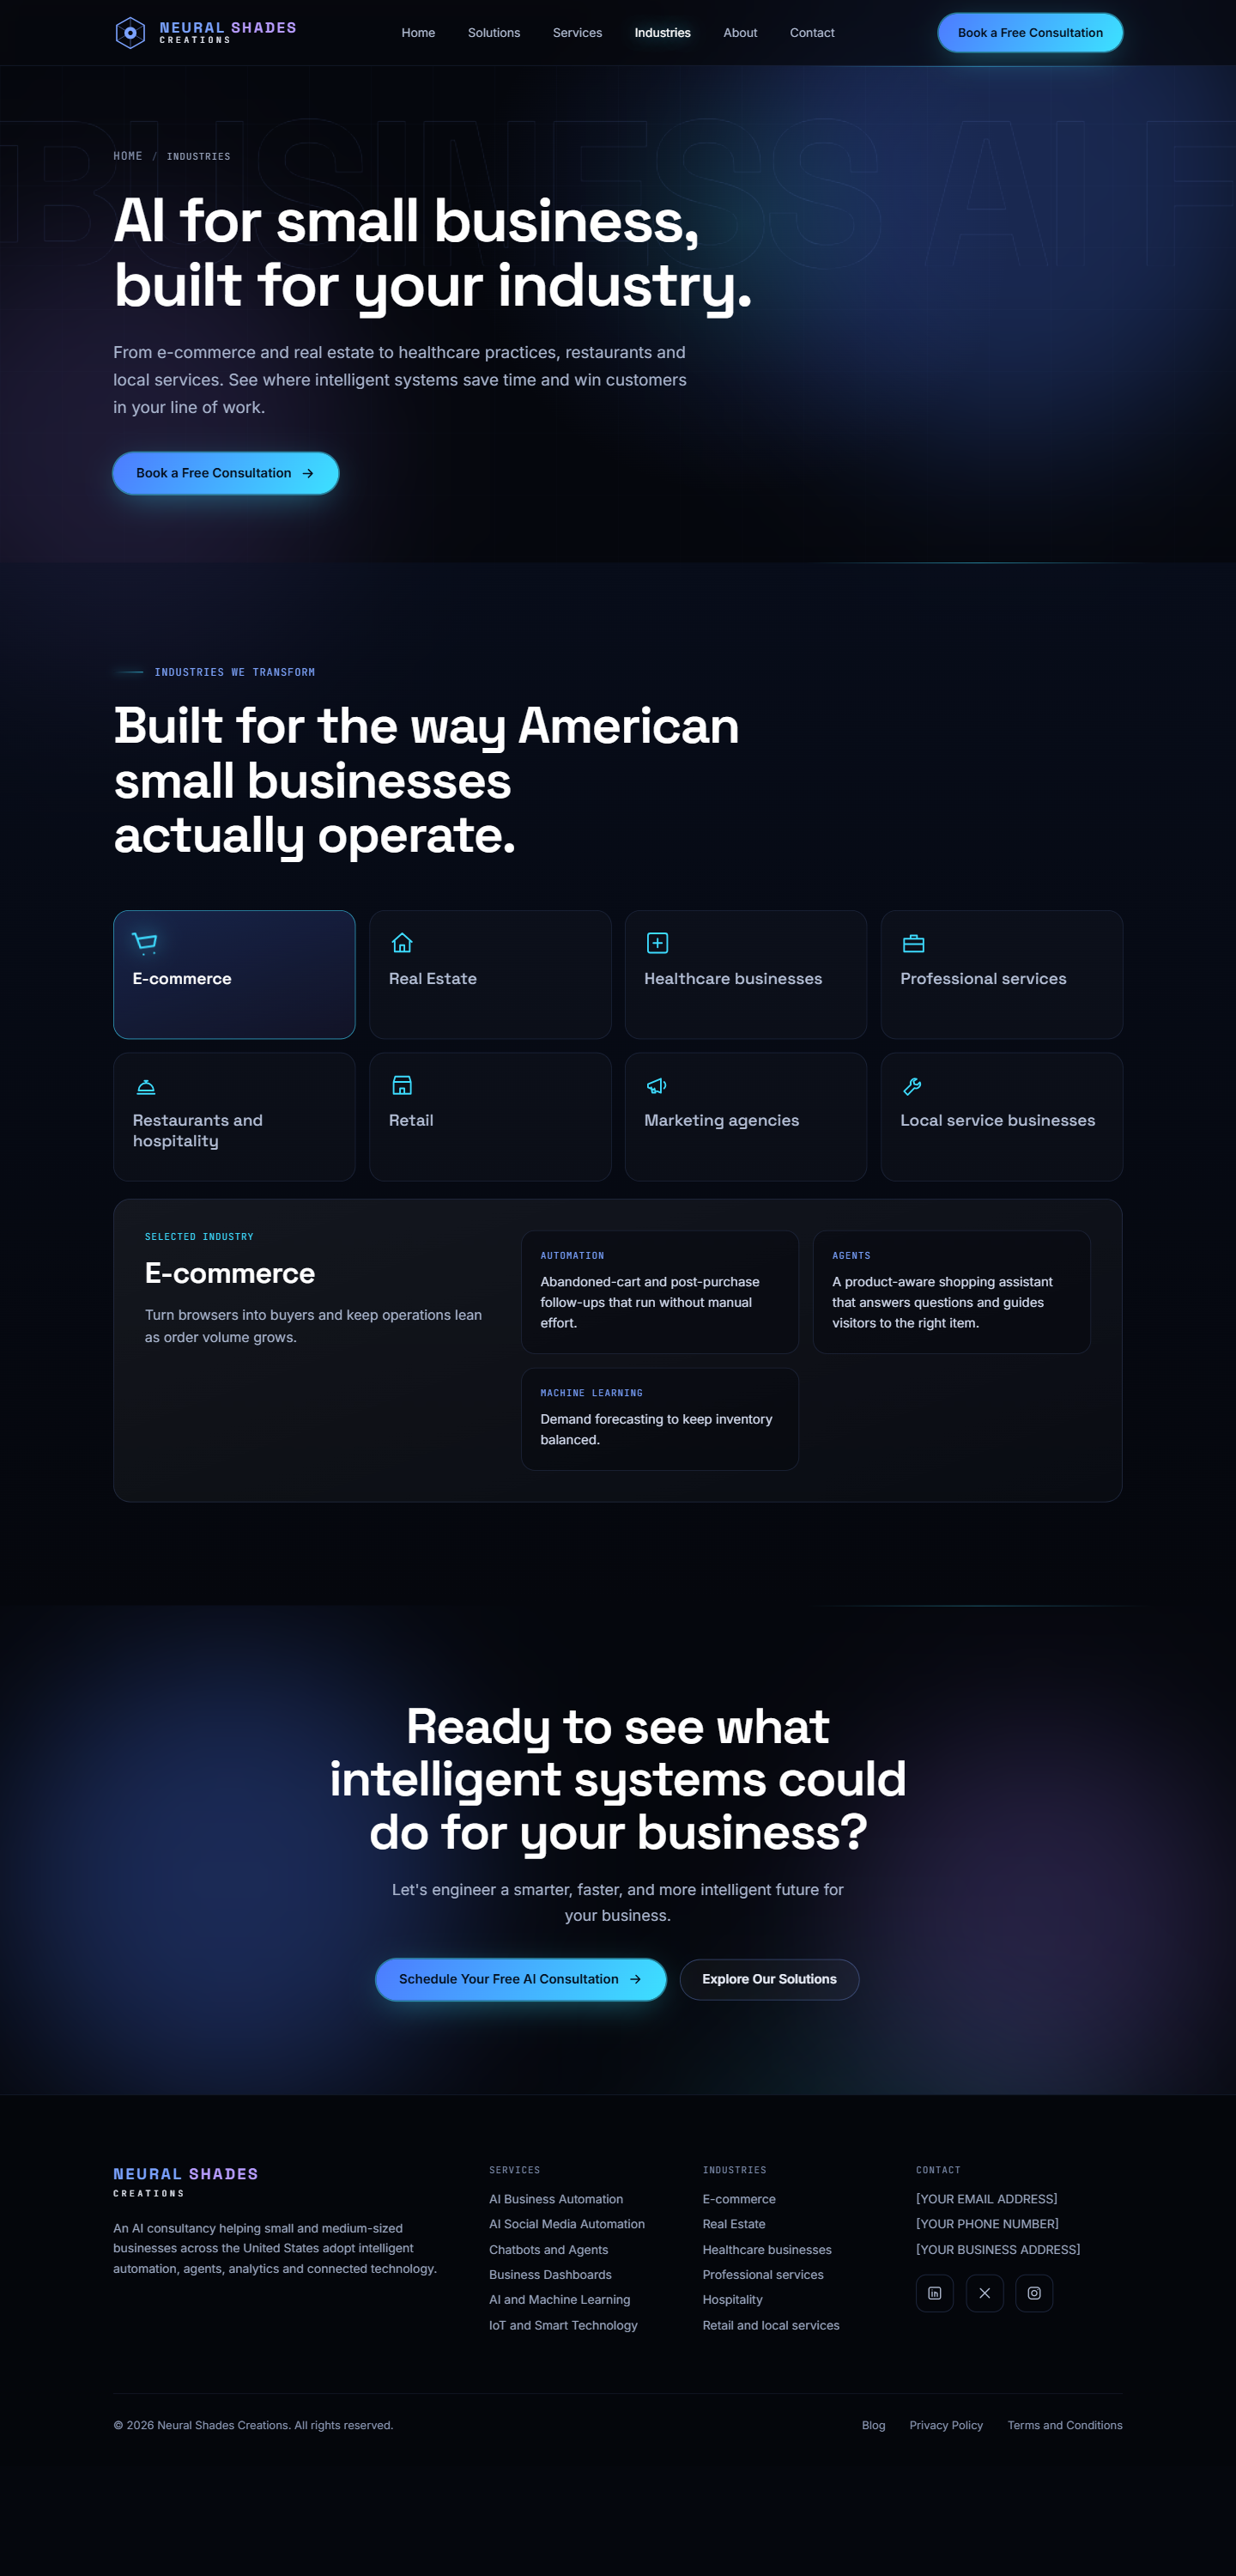 NEURAL SHADES
CREATIONS
Home
Solutions
Services
Industries
About
Contact
Book a Free Consultation
BUSINESS AI F
HOME / INDUSTRIES
AI for small business,
built for your industry.
From e-commerce and real estate to healthcare practices, restaurants and
local services. See where intelligent systems save time and win customers
in your line of work.
Book a Free Consultation →
INDUSTRIES WE TRANSFORM
Built for the way American
small businesses
actually operate.
E-commerce
Real Estate
Healthcare businesses
Professional services
Restaurants and
hospitality
Retail
Marketing agencies
Local service businesses
SELECTED INDUSTRY
E-commerce
Turn browsers into buyers and keep operations lean
as order volume grows.
AUTOMATION
Abandoned-cart and post-purchase
follow-ups that run without manual
effort.
AGENTS
A product-aware shopping assistant
that answers questions and guides
visitors to the right item.
MACHINE LEARNING
Demand forecasting to keep inventory
balanced.
Ready to see what
intelligent systems could
do for your business?
Let's engineer a smarter, faster, and more intelligent future for
your business.
Schedule Your Free AI Consultation →
Explore Our Solutions
NEURAL SHADES
CREATIONS
An AI consultancy helping small and medium-sized
businesses across the United States adopt intelligent
automation, agents, analytics and connected technology.
SERVICES
AI Business Automation
AI Social Media Automation
Chatbots and Agents
Business Dashboards
AI and Machine Learning
IoT and Smart Technology
INDUSTRIES
E-commerce
Real Estate
Healthcare businesses
Professional services
Hospitality
Retail and local services
CONTACT
[YOUR EMAIL ADDRESS]
[YOUR PHONE NUMBER]
[YOUR BUSINESS ADDRESS]
© 2026 Neural Shades Creations. All rights reserved.
Blog
Privacy Policy
Terms and Conditions